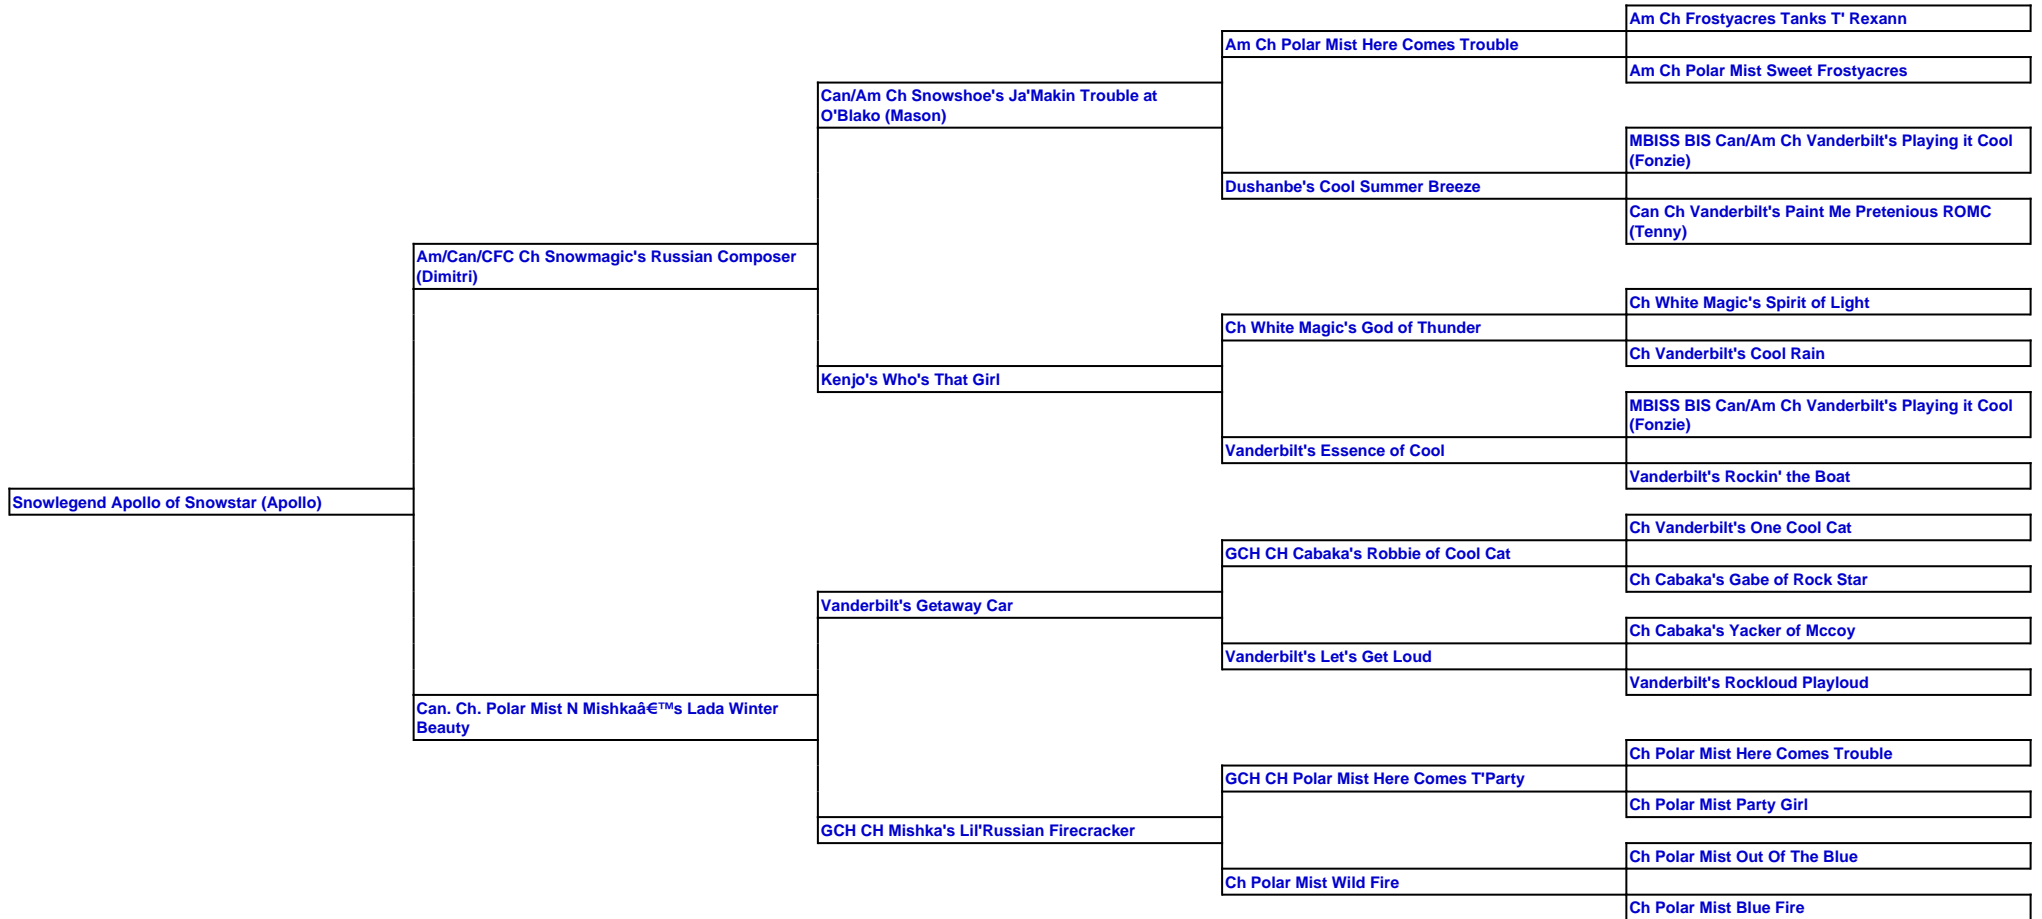 Am Ch Frostyacres Tanks T' Rexann
Am Ch Polar Mist Here Comes Trouble
Am Ch Polar Mist Sweet Frostyacres
Can/Am Ch Snowshoe's Ja'Makin Trouble at
O'Blako (Mason)
MBISS BIS Can/Am Ch Vanderbilt's Playing it Cool
(Fonzie)
Dushanbe's Cool Summer Breeze
Can Ch Vanderbilt's Paint Me Pretenious ROMC
(Tenny)
Am/Can/CFC Ch Snowmagic's Russian Composer
(Dimitri)
Ch White Magic's Spirit of Light
Ch White Magic's God of Thunder
Ch Vanderbilt's Cool Rain
Kenjo's Who's That Girl
MBISS BIS Can/Am Ch Vanderbilt's Playing it Cool
(Fonzie)
Vanderbilt's Essence of Cool
Vanderbilt's Rockin' the Boat
Snowlegend Apollo of Snowstar (Apollo)
Ch Vanderbilt's One Cool Cat
GCH CH Cabaka's Robbie of Cool Cat
Ch Cabaka's Gabe of Rock Star
Vanderbilt's Getaway Car
Ch Cabaka's Yacker of Mccoy
Vanderbilt's Let's Get Loud
Vanderbilt's Rockloud Playloud
Can. Ch. Polar Mist N Mishkaâ€™s Lada Winter
Beauty
Ch Polar Mist Here Comes Trouble
GCH CH Polar Mist Here Comes T'Party
Ch Polar Mist Party Girl
GCH CH Mishka's Lil'Russian Firecracker
Ch Polar Mist Out Of The Blue
Ch Polar Mist Wild Fire
Ch Polar Mist Blue Fire